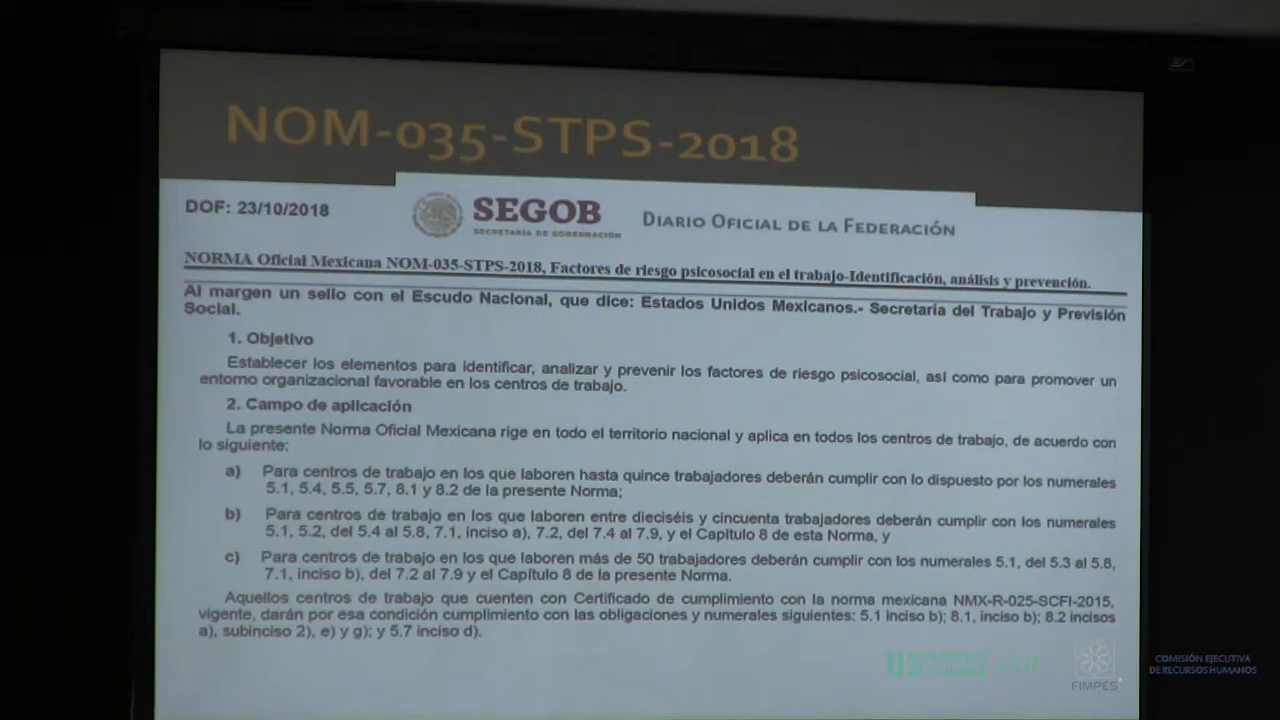 NOM-035-STPS-2018
DOF: 23/10/2018
SEGOB
SECRETARÍA DE GOBERNACIÓN
DIARIO OFICIAL DE LA FEDERACIÓN
NORMA Oficial Mexicana NOM-035-STPS-2018, Factores de riesgo psicosocial en el trabajo-Identificación, análisis y prevención.
Al margen un sello con el Escudo Nacional, que dice: Estados Unidos Mexicanos.- Secretaría del Trabajo y Previsión
Social.
1. Objetivo
Establecer los elementos para identificar, analizar y prevenir los factores de riesgo psicosocial, así como para promover un
entorno organizacional favorable en los centros de trabajo.
2. Campo de aplicación
La presente Norma Oficial Mexicana rige en todo el territorio nacional y aplica en todos los centros de trabajo, de acuerdo con
lo siguiente:
a) Para centros de trabajo en los que laboren hasta quince trabajadores deberán cumplir con lo dispuesto por los numerales
5.1, 5.4, 5.5, 5.7, 8.1 y 8.2 de la presente Norma;
b) Para centros de trabajo en los que laboren entre dieciséis y cincuenta trabajadores deberán cumplir con los numerales
5.1, 5.2, del 5.4 al 5.8, 7.1, inciso a), 7.2, del 7.4 al 7.9, y el Capítulo 8 de esta Norma, y
c) Para centros de trabajo en los que laboren más de 50 trabajadores deberán cumplir con los numerales 5.1, del 5.3 al 5.8,
7.1, inciso b), del 7.2 al 7.9 y el Capítulo 8 de la presente Norma.
Aquellos centros de trabajo que cuenten con Certificado de cumplimiento con la norma mexicana NMX-R-025-SCFI-2015,
vigente, darán por esa condición cumplimiento con las obligaciones y numerales siguientes: 5.1 inciso b); 8.1, inciso b); 8.2 incisos
a), subinciso 2), e) y g); y 5.7 inciso d).
FIMPES
COMISIÓN EJECUTIVA
DE RECURSOS HUMANOS